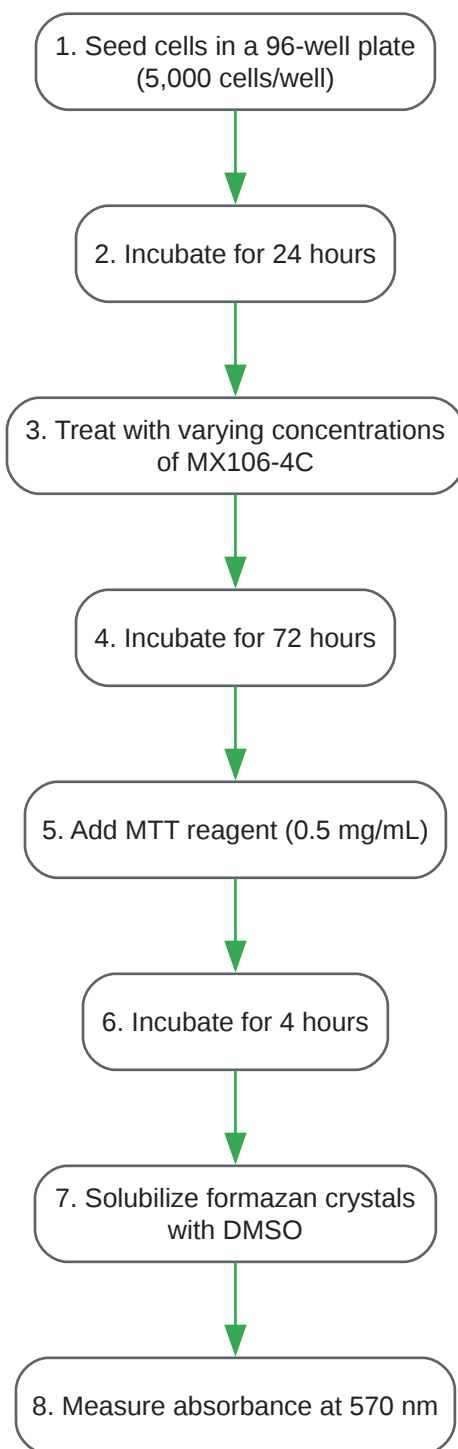 1. Seed cells in a 96-well plate
(5,000 cells/well)
2. Incubate for 24 hours
3. Treat with varying concentrations
of MX106-4C
4. Incubate for 72 hours
5. Add MTT reagent (0.5 mg/mL)
6. Incubate for 4 hours
7. Solubilize formazan crystals
with DMSO
8. Measure absorbance at 570 nm